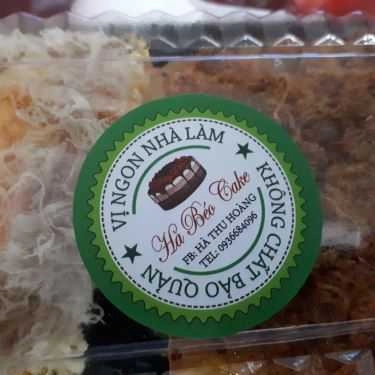 VỊ NGON NHÀ LÀM
Hà Béo Cake
FB: HÀ THU HOÀNG
TEL: 0936684096
KHÔNG CHẤT BẢO QUẢN